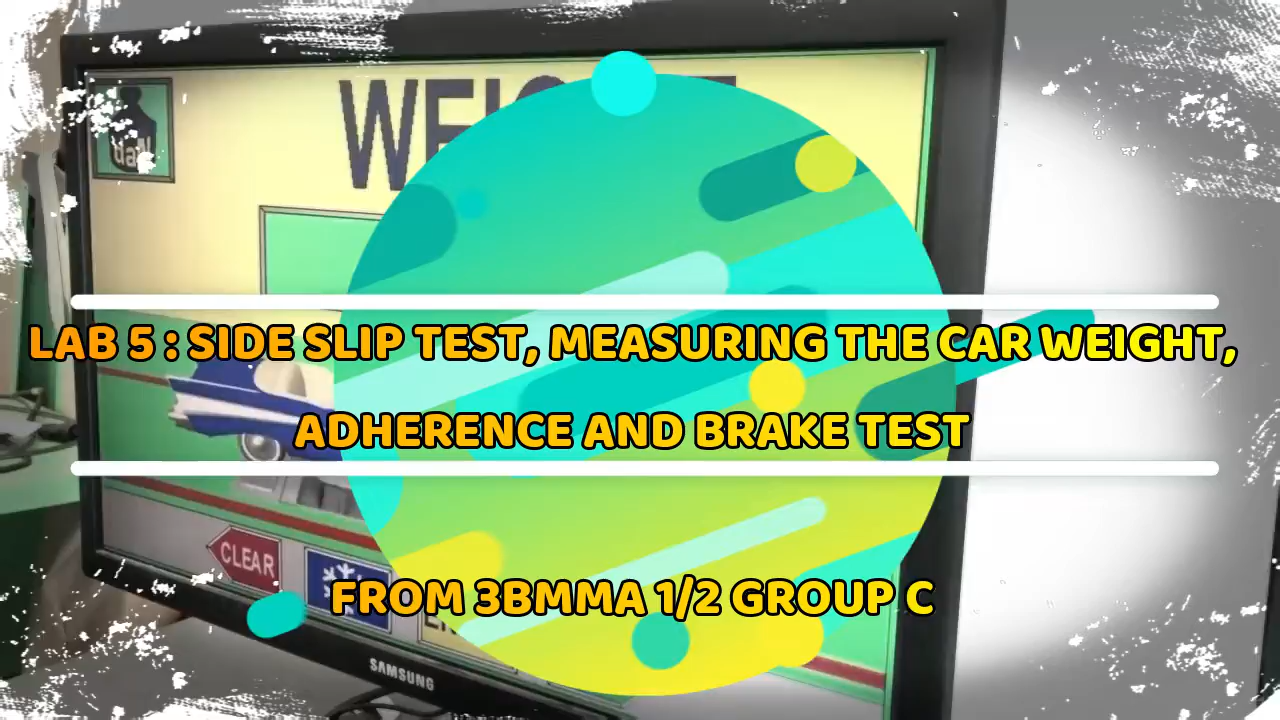 daN
LAB 5 : SIDE SLIP TEST, MEASURING THE CAR WEIGHT,
ADHERENCE AND BRAKE TEST
CLEAR
FROM 3BMMA 1/2 GROUP C
SAMSUNG